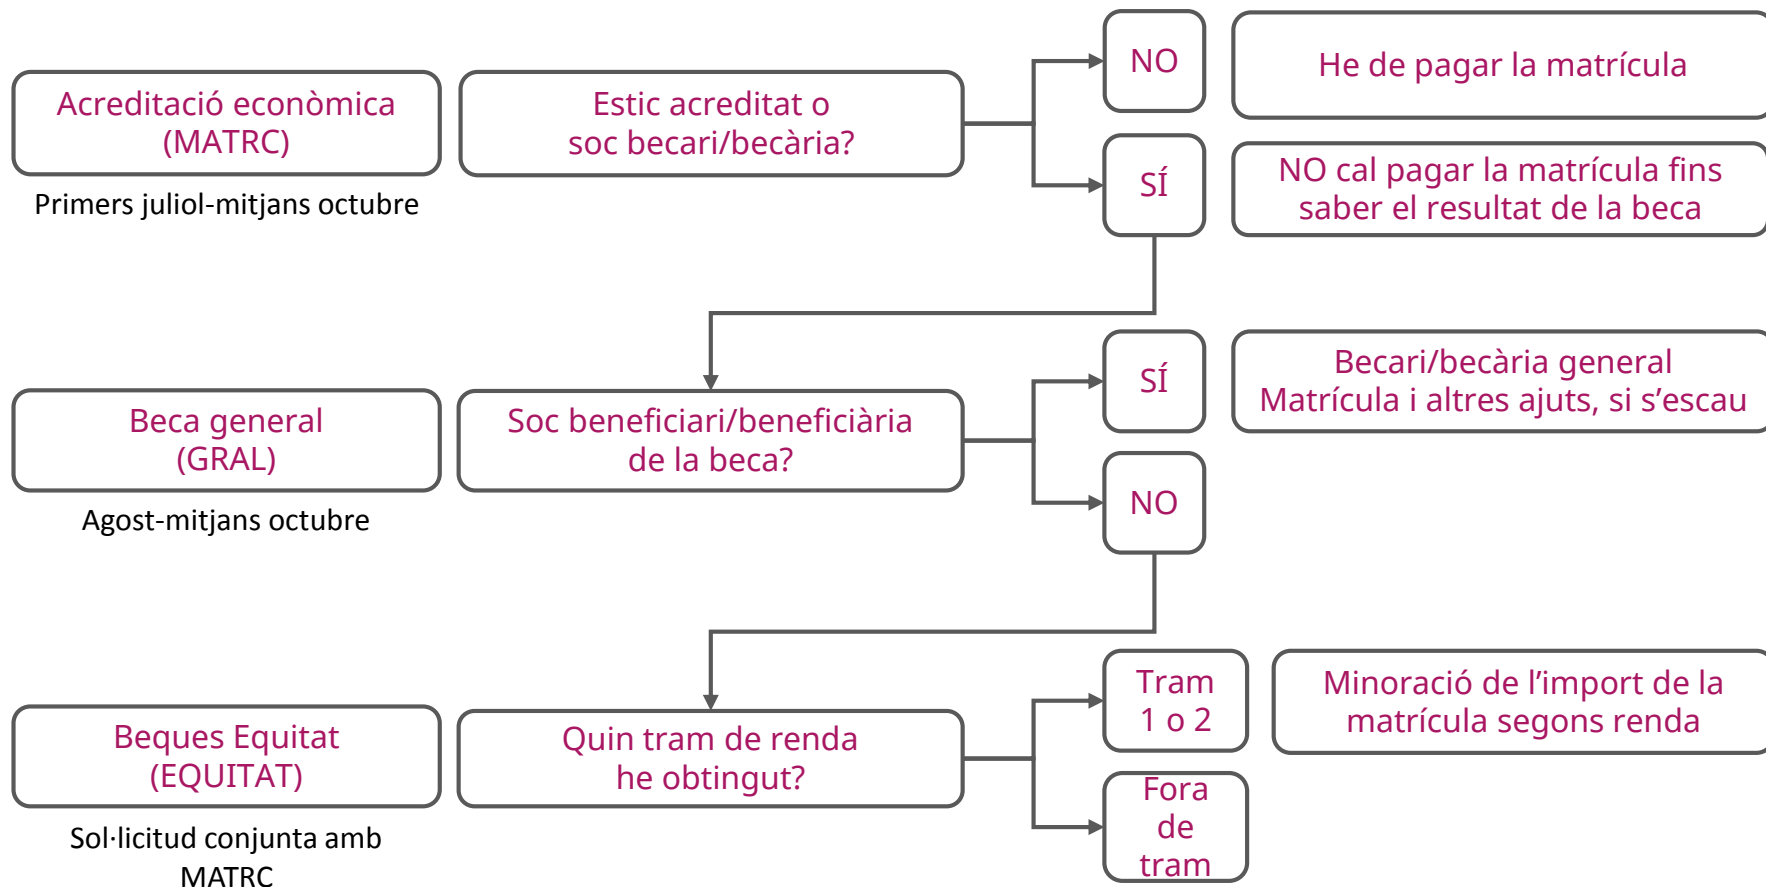 Acreditació econòmica
(MATRC)
Primers juliol-mitjans octubre
Estic acreditat o
soc becari/becària?
NO
He de pagar la matrícula
SÍ
NO cal pagar la matrícula fins
saber el resultat de la beca
Beca general
(GRAL)
Agost-mitjans octubre
Soc beneficiari/beneficiària
de la beca?
SÍ
Becari/becària general
Matrícula i altres ajuts, si s’escau
NO
Beques Equitat
(EQUITAT)
Sol·licitud conjunta amb
MATRC
Quin tram de renda
he obtingut?
Tram
1 o 2
Minoració de l’import de la
matrícula segons renda
Fora
de
tram